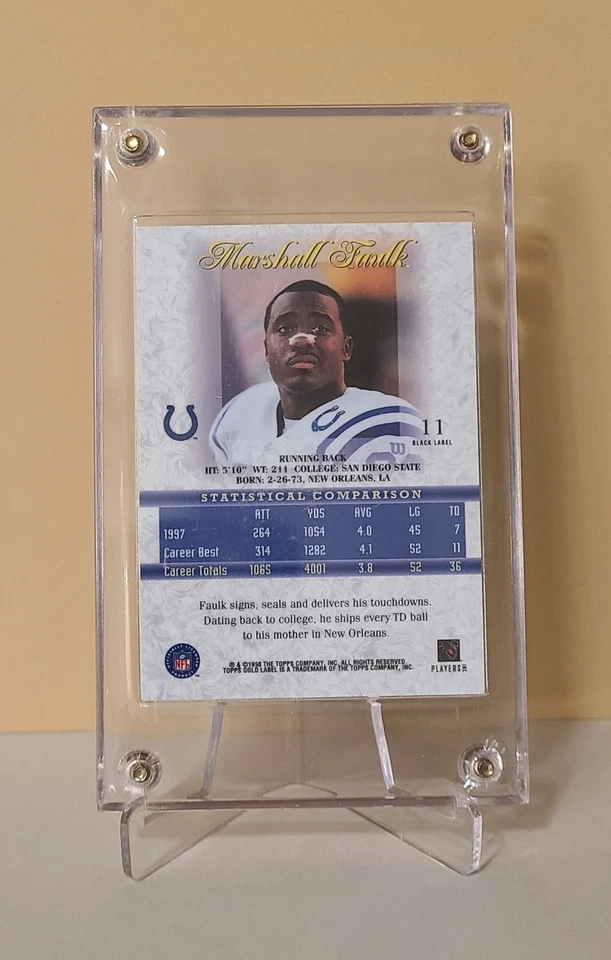 Marshall Faulk
11
BLACK LABEL
RUNNING BACK
HT: 5'10" WT: 211 COLLEGE: SAN DIEGO STATE
BORN: 2-26-73, NEW ORLEANS, LA
STATISTICAL COMPARISON
ATT YDS AVG LG TD
1997 264 1054 4.0 45 7
Career Best 314 1282 4.1 52 11
Career Totals 1065 4001 3.8 52 36
Faulk signs, seals and delivers his touchdowns.
Dating back to college, he ships every TD ball
to his mother in New Orleans.
NFL
® & ©1998 THE TOPPS COMPANY, INC. ALL RIGHTS RESERVED.
TOPPS GOLD LABEL IS A TRADEMARK OF THE TOPPS COMPANY, INC.
PLAYERS INC